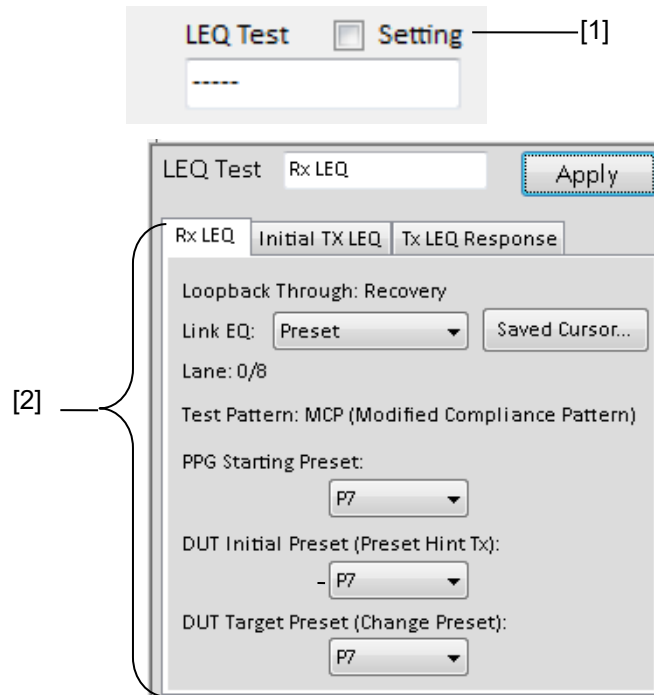 LEQ Test Setting [1]
-----
LEQ Test Rx LEQ Apply
Rx LEQ Initial TX LEQ Tx LEQ Response
Loopback Through: Recovery
Link EQ: Preset Saved Cursor...
Lane: 0/8
[2]
Test Pattern: MCP (Modified Compliance Pattern)
PPG Starting Preset:
P7
DUT Initial Preset (Preset Hint Tx):
- P7
DUT Target Preset (Change Preset):
P7